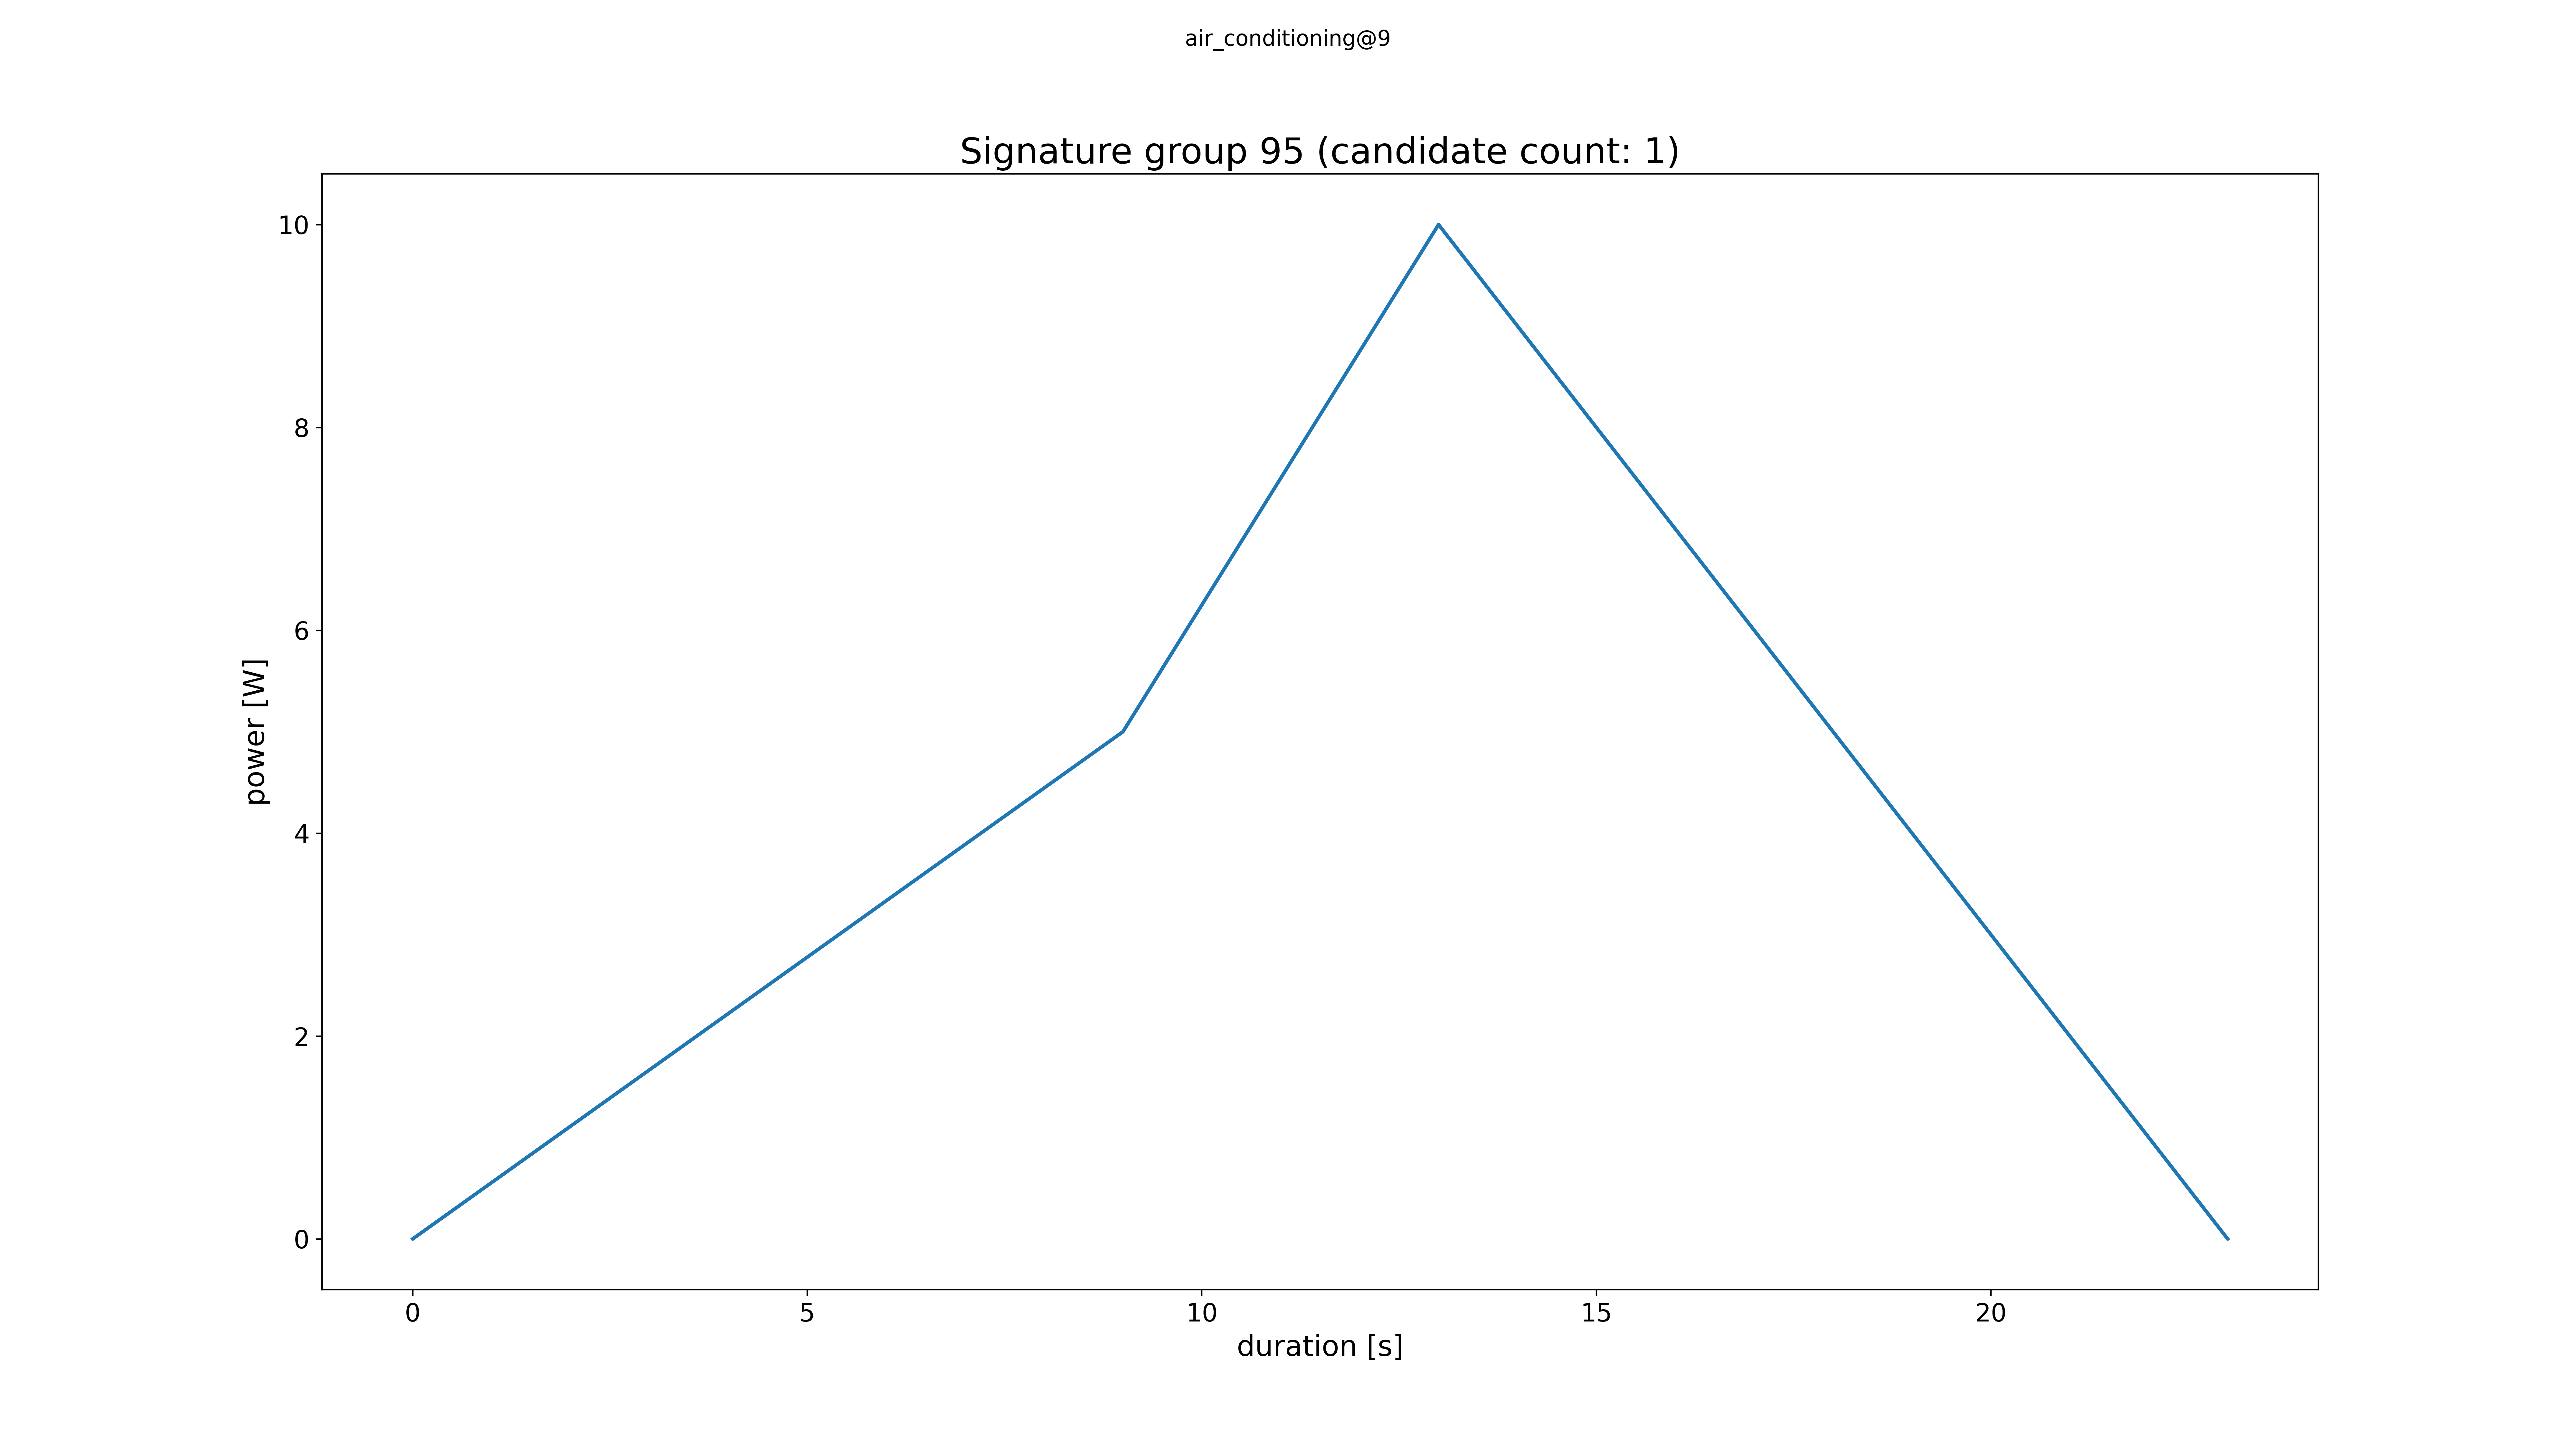 air_conditioning@9
Signature group 95 (candidate count: 1)
10
8
6
4
2
0
power [W]
0 5 10 15 20
duration [s]